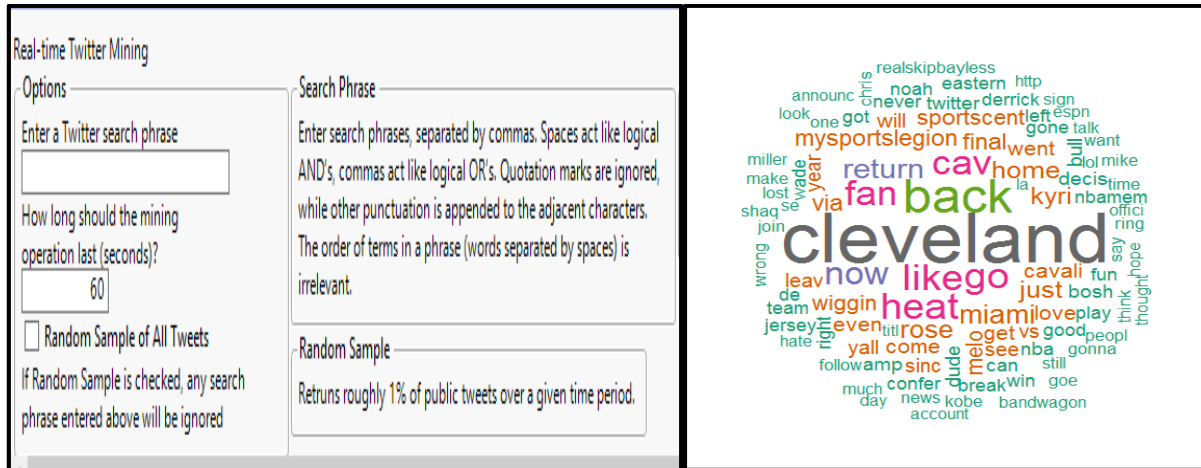 Real-time Twitter Mining
Options
Enter a Twitter search phrase
How long should the mining
operation last (seconds)?
60
Random Sample of All Tweets
If Random Sample is checked, any search
phrase entered above will be ignored
Search Phrase
Enter search phrases, separated by commas. Spaces act like logical
AND's, commas act like logical OR's. Quotation marks are ignored,
while other punctuation is appended to the adjacent characters.
The order of terms in a phrase (words separated by spaces) is
irrelevant.
Random Sample
Retruns roughly 1% of public tweets over a given time period.
realskipbayless
chris noah eastern http
announc never twitter derrick sign
look one got will sportscent left espn
mysportslegion final went gone talk
miller year return cav home bull lol want mike
make wade fan back la decis time
lost via kyri nbamem
shaq se offici
join cleveland ring
wrong now likego cavali fun say hope
leav heat just bosh think thought
de wiggin miami love play
team even titl rose get vs good peopl
jersey right yall come melo see nba gonna
hate follow amp sinc dude can still
much confer break win goe
day news kobe bandwagon
account